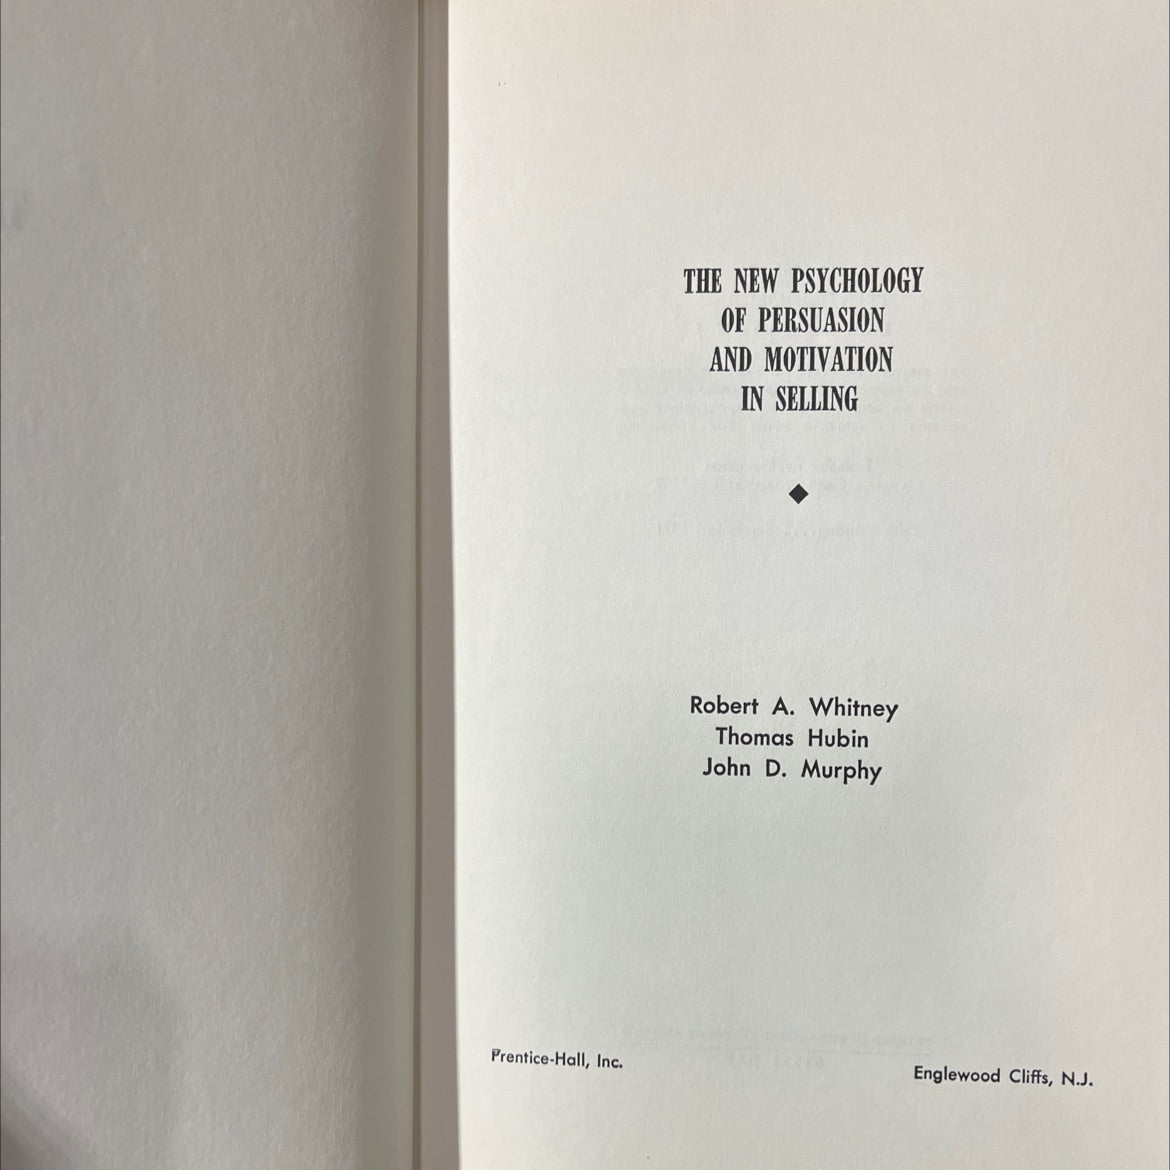 THE NEW PSYCHOLOGY
OF PERSUASION
AND MOTIVATION
IN SELLING
Robert A. Whitney
Thomas Hubin
John D. Murphy
Prentice-Hall, Inc.
Englewood Cliffs, N.J.